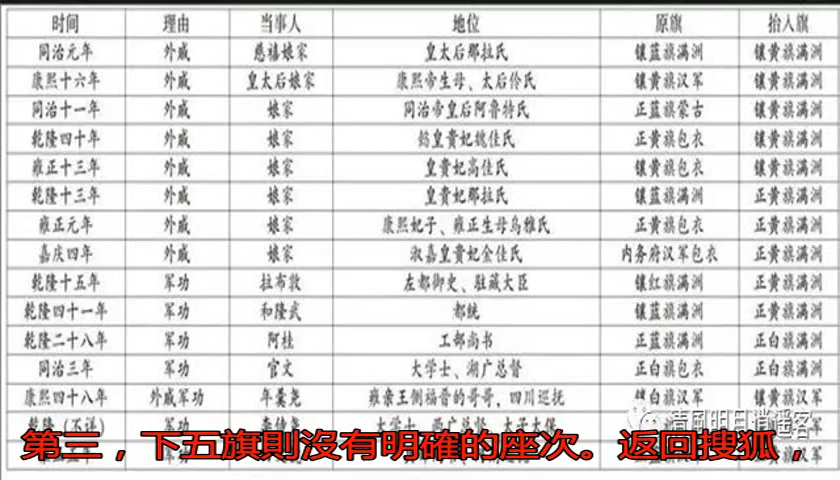 时间 理由 当事人 地位 原旗 抬入旗
同治元年 外戚 慈禧娘家 皇太后那拉氏 镶蓝旗满洲 镶黄旗满洲
康熙十六年 外戚 皇太后娘家 康熙帝生母、太后佟氏 镶黄旗汉军 镶黄旗满洲
同治十一年 外戚 娘家 同治帝皇后阿鲁特氏 正蓝旗蒙古 镶黄旗满洲
乾隆四十年 外戚 娘家 皇贵妃魏佳氏 正黄旗包衣 镶黄旗满洲
雍正十三年 外戚 娘家 皇贵妃高佳氏 镶黄旗包衣 镶黄旗满洲
乾隆十三年 外戚 娘家 皇贵妃那拉氏 镶蓝旗满洲 正黄旗满洲
雍正元年 外戚 娘家 康熙妃子、雍正生母乌雅氏 正黄旗包衣 正黄旗满洲
嘉庆四年 外戚 娘家 淑嘉皇贵妃金佳氏 内务府汉军包衣 正黄旗满洲
乾隆十五年 军功 拉布敦 左都御史、驻藏大臣 镶红旗满洲 正黄旗满洲
乾隆四十一年 军功 和隆武 都统 镶蓝旗满洲 正黄旗满洲
乾隆二十八年 军功 阿桂 工部尚书 正蓝旗满洲 正白旗满洲
同治三年 军功 官文 大学士、湖广总督 正白旗包衣 正白旗满洲
康熙四十八年 外戚军功 年羹尧 雍亲王侧福晋的哥哥,四川巡抚 镶白旗汉军 镶黄旗汉军
乾隆(不详) 军功
清風明日逍遥客
第三，下五旗則沒有明確的座次。返回搜狐，